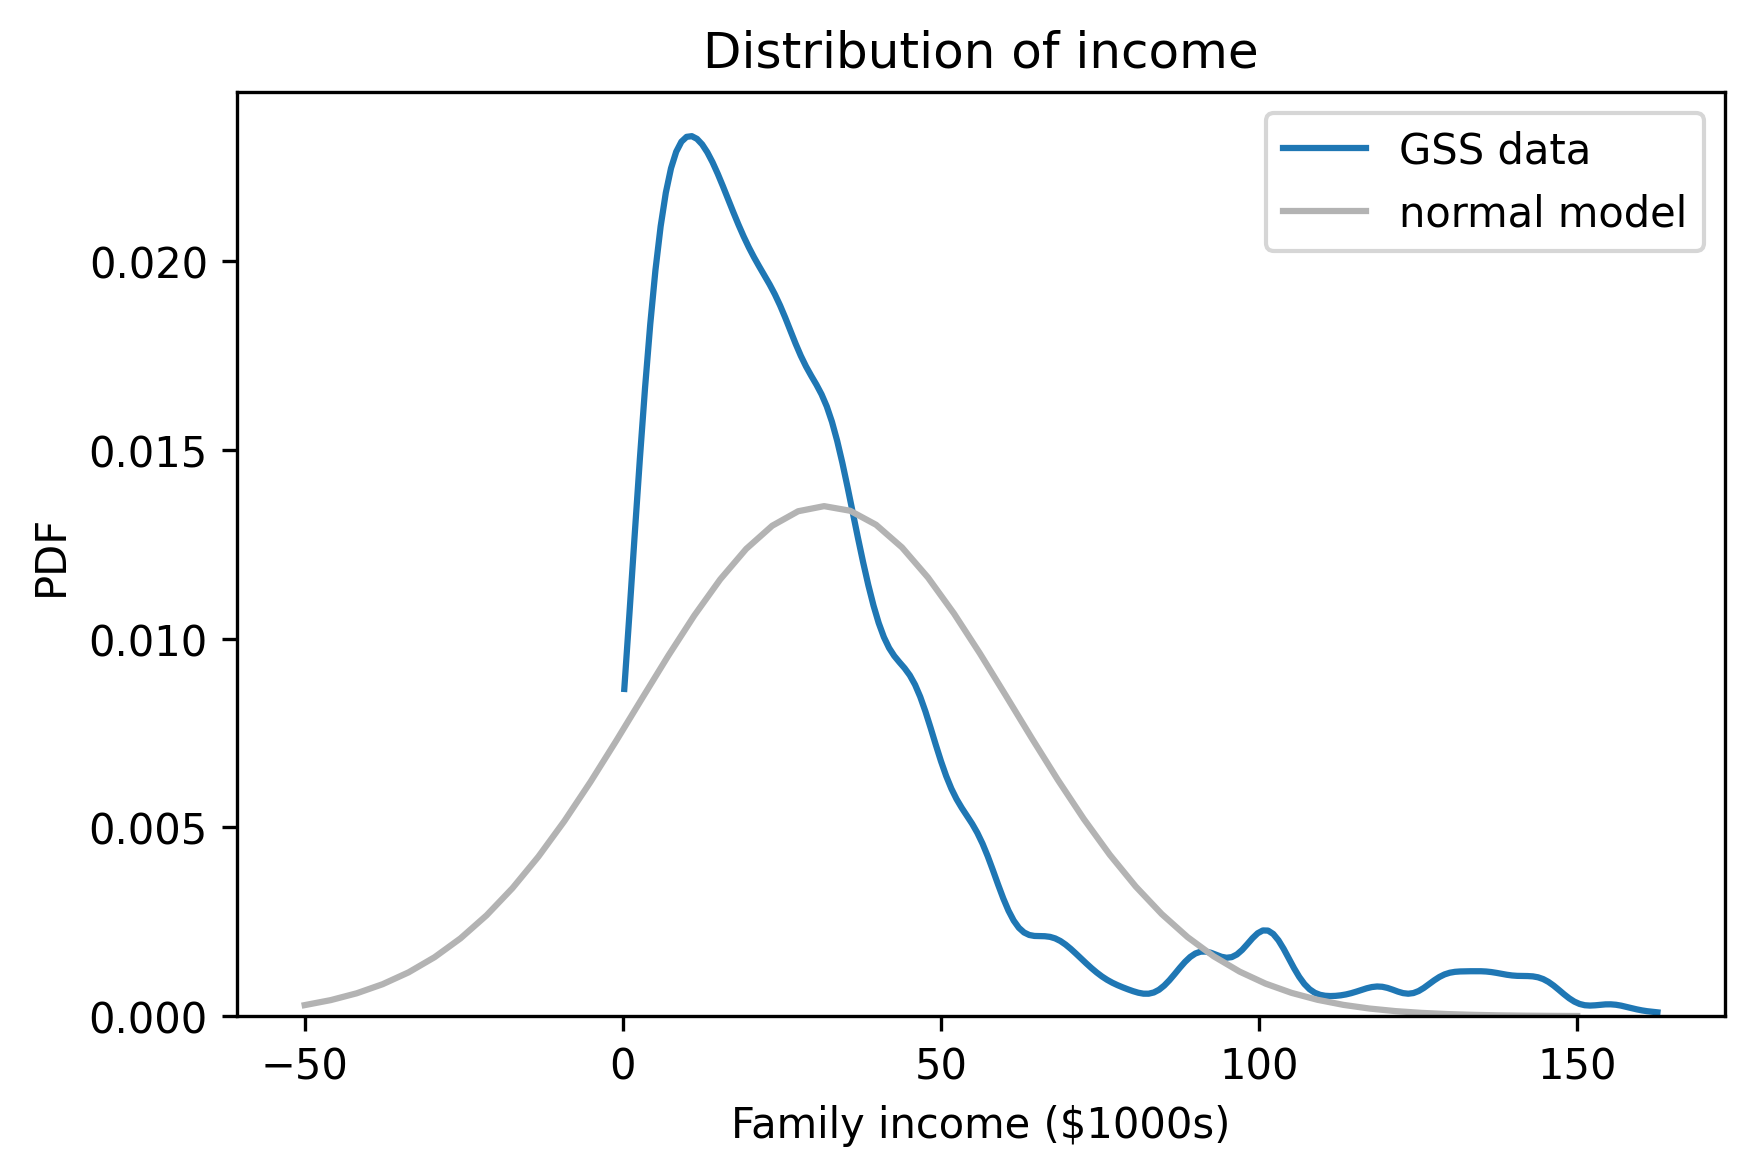 Distribution of income
GSS data
normal model
PDF
0.020
0.015
0.010
0.005
0.000
−50
0
50
100
150
Family income ($1000s)